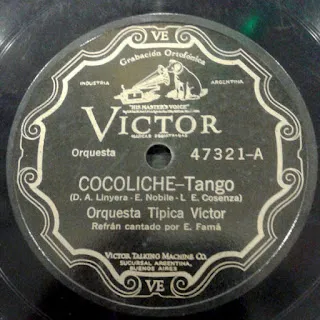 VE
Grabación Ortofónica
INDUSTRIA ARGENTINA
"HIS MASTER'S VOICE"
VICTOR
MARCAS REGISTRADAS
Orquesta 47321-A
COCOLICHE-Tango
(D. A. Linyera - E. Nobile - L. E. Cosenza)
Orquesta Típica Victor
Refrán cantado por E. Famá
VICTOR TALKING MACHINE CO.
SUCURSAL ARGENTINA,
BUENOS AIRES
VE